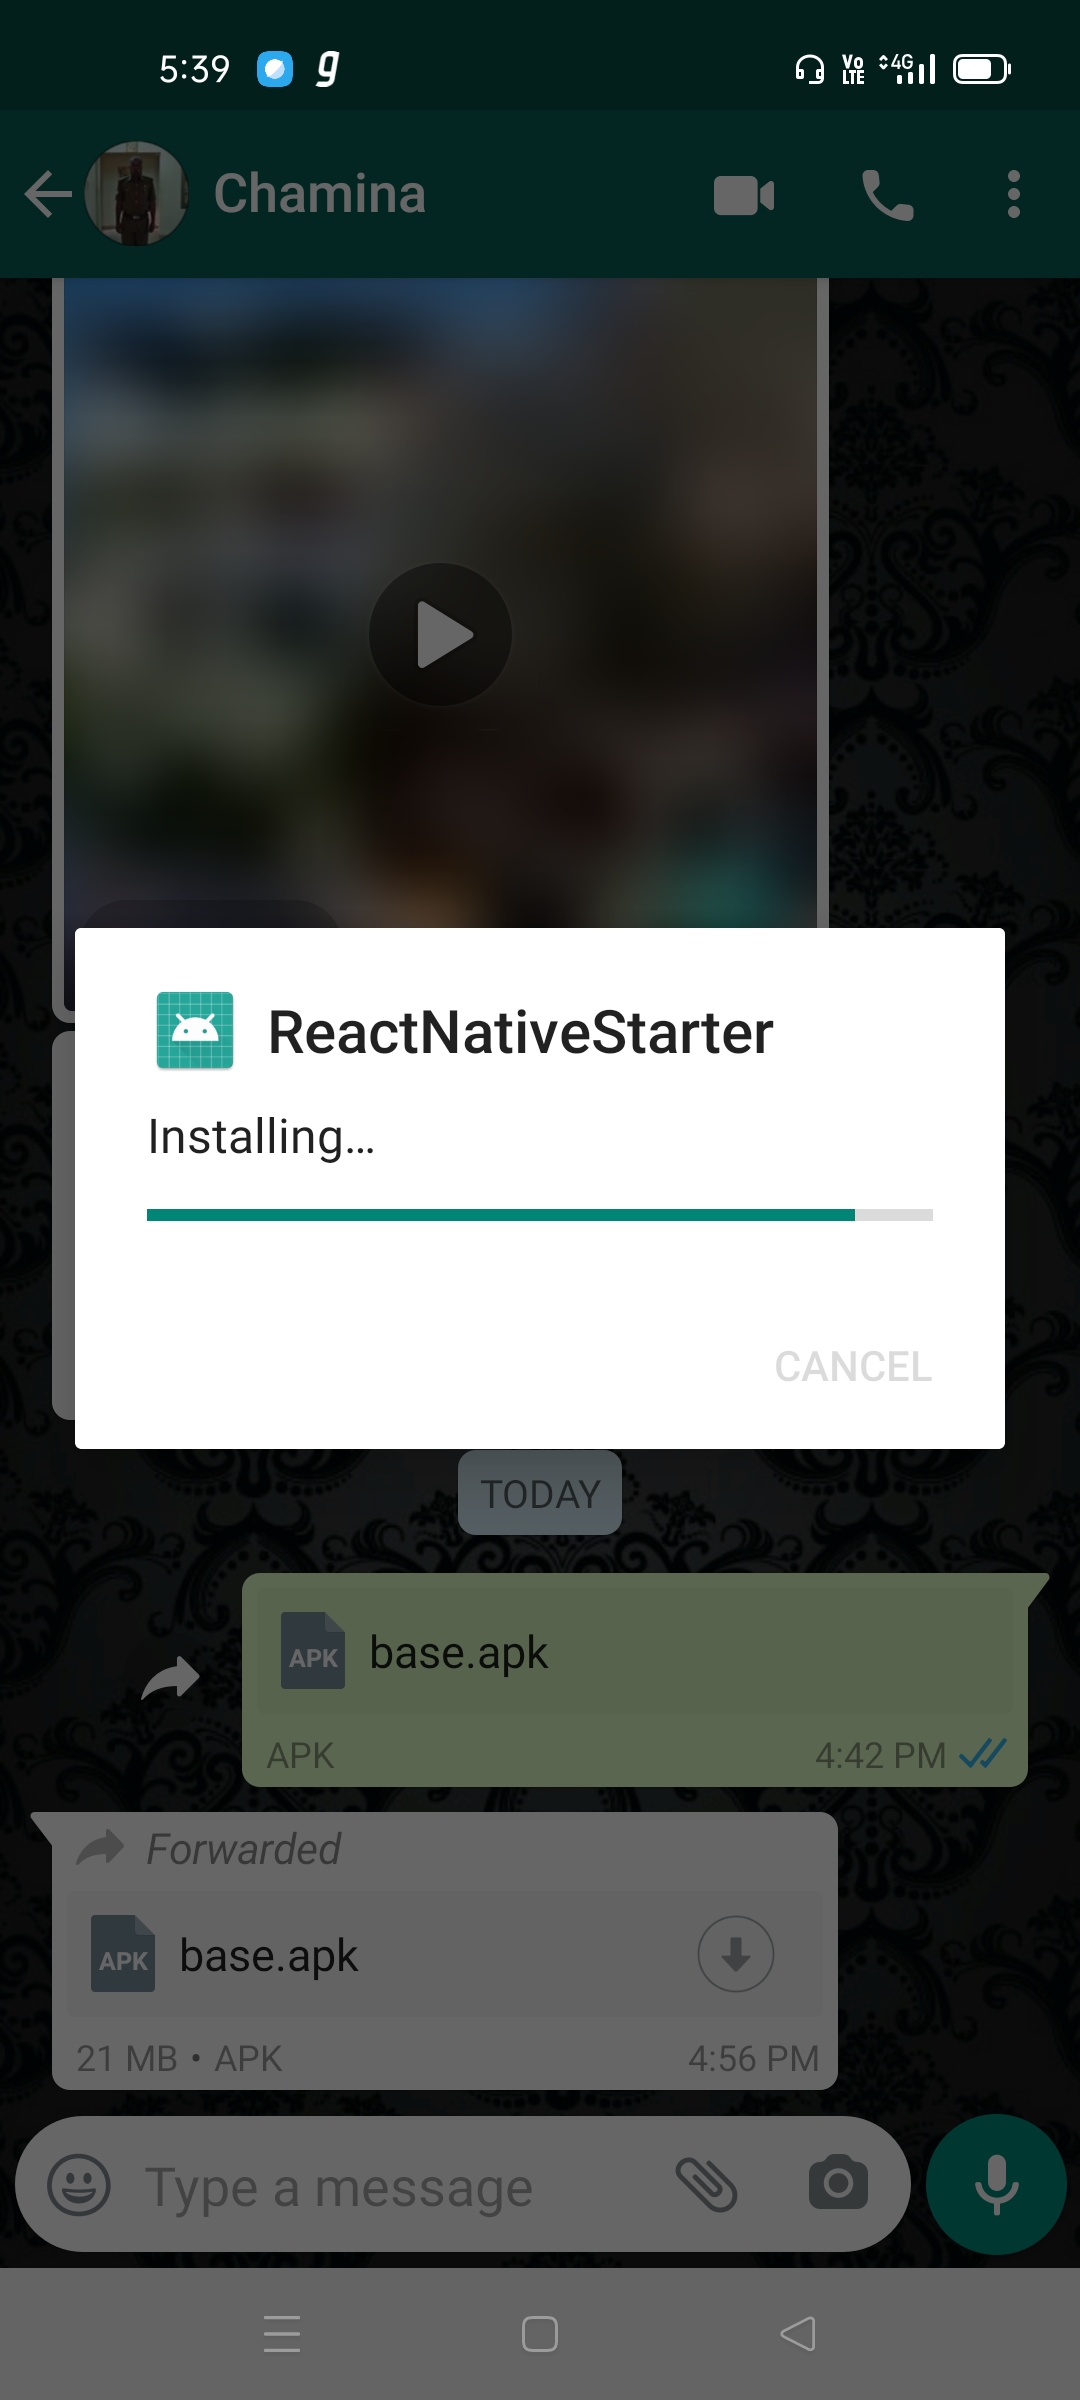 5:39
Vo LTE 4G
Chamina
ReactNativeStarter
Installing…
CANCEL
TODAY
APK base.apk
APK 4:42 PM
Forwarded
APK base.apk
21 MB • APK 4:56 PM
Type a message